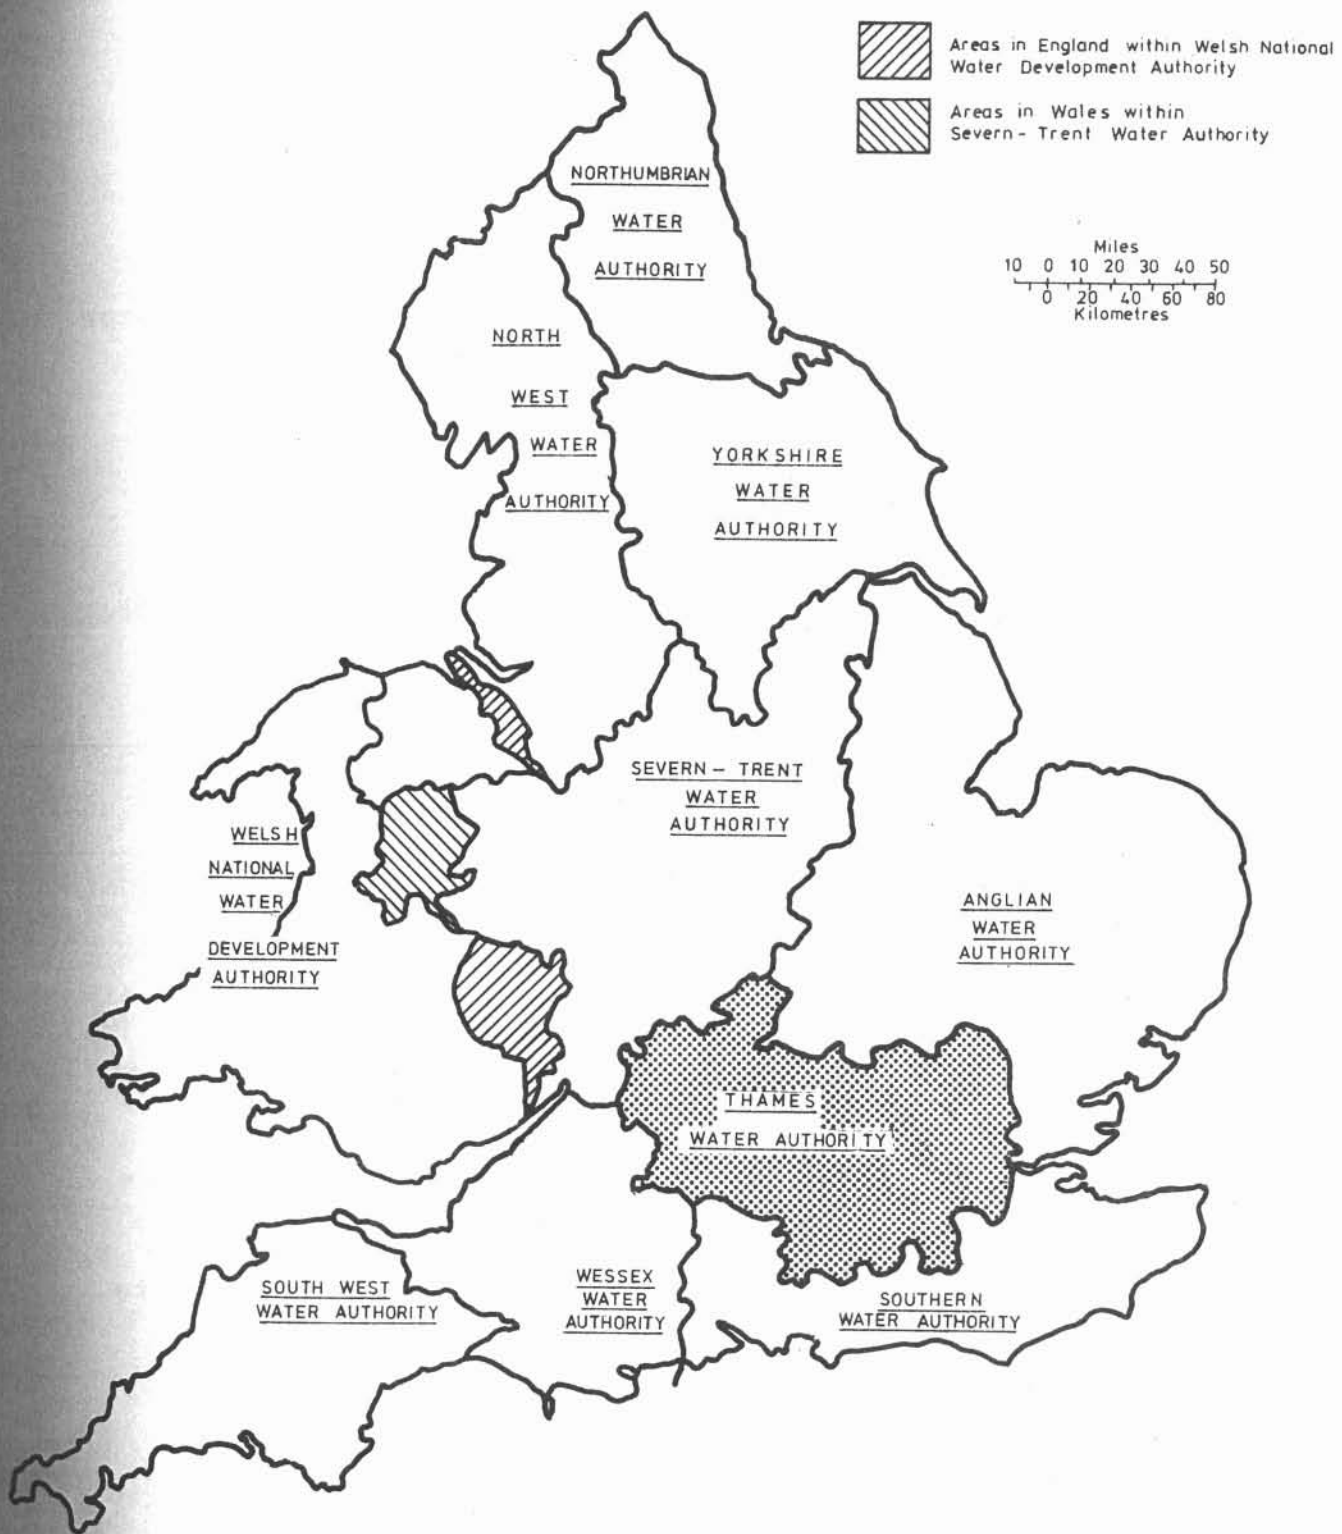 Areas in England within Welsh National
Water Development Authority
Areas in Wales within
Severn-Trent Water Authority
Miles
10 0 10 20 30 40 50
0 20 40 60 80
Kilometres
NORTHUMBRIAN
WATER
AUTHORITY
NORTH
WEST
WATER
AUTHORITY
YORKSHIRE
WATER
AUTHORITY
SEVERN-TRENT
WATER
AUTHORITY
WELSH
NATIONAL
WATER
DEVELOPMENT
AUTHORITY
ANGLIAN
WATER
AUTHORITY
THAMES
WATER AUTHORITY
SOUTH WEST
WATER AUTHORITY
WESSEX
WATER
AUTHORITY
SOUTHERN
WATER AUTHORITY